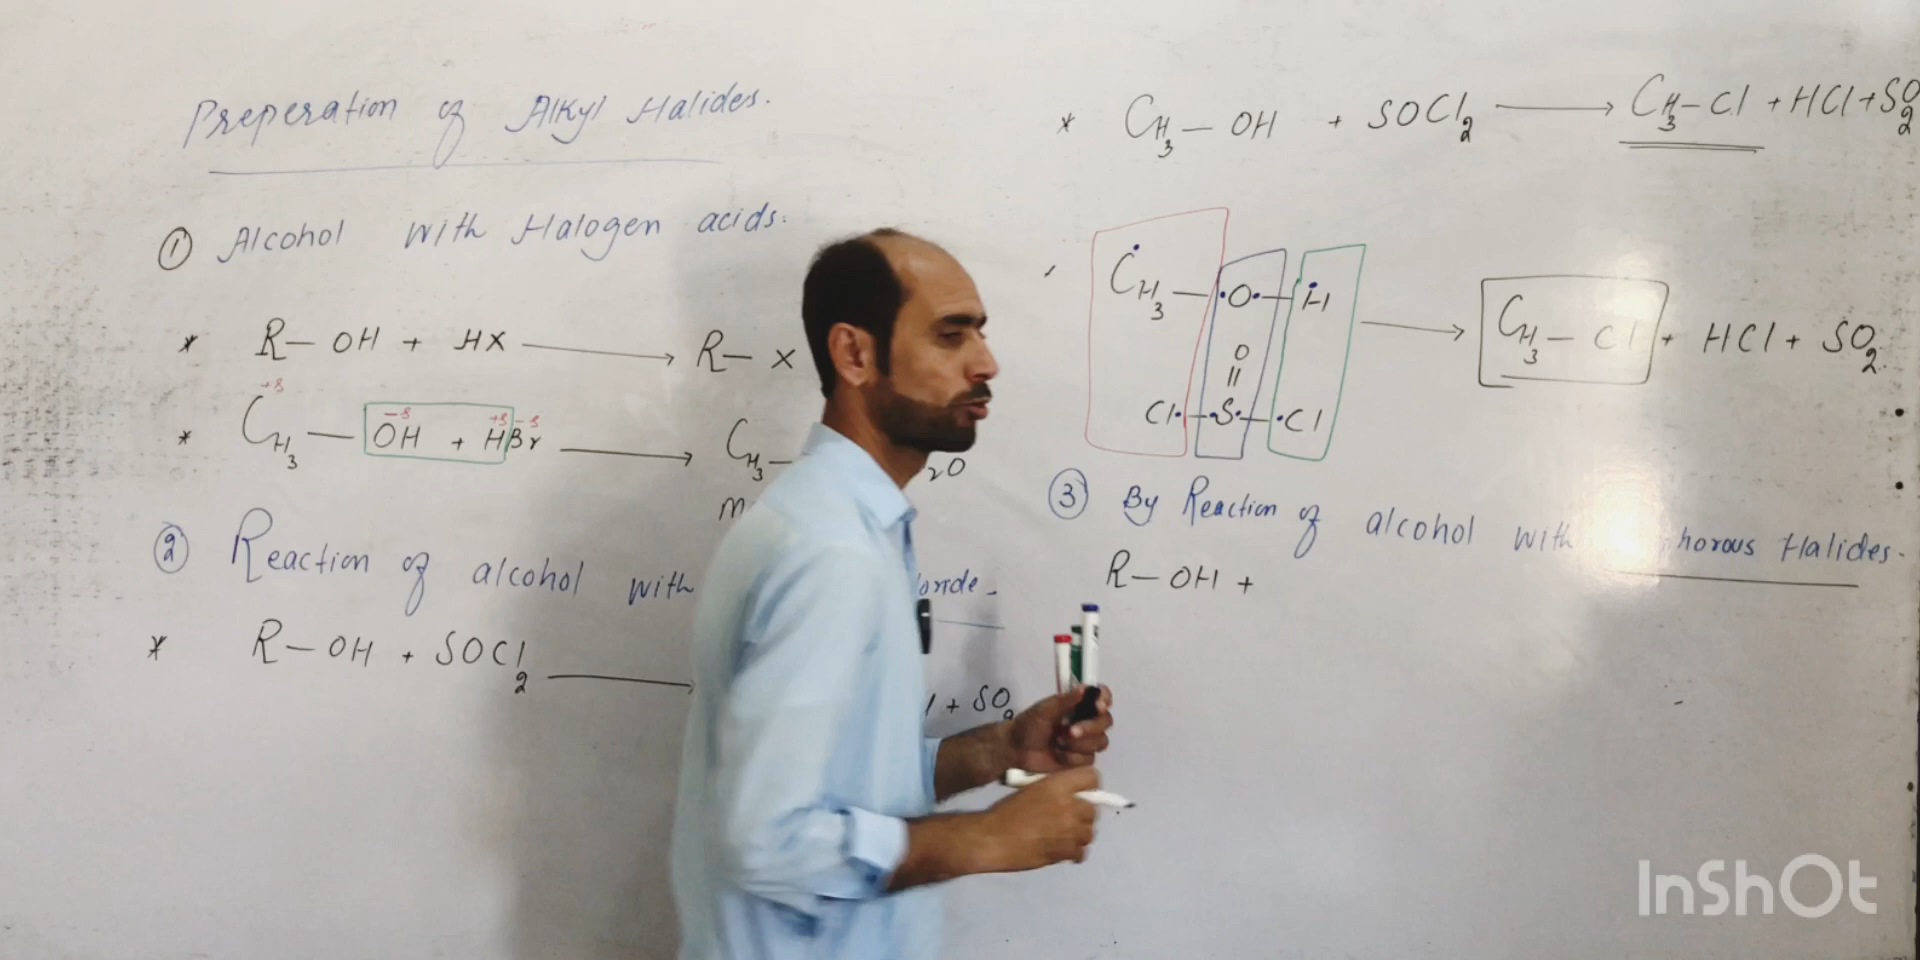 Preperation of Alkyl Halides.
① Alcohol with Halogen acids.
* R– OH + HX ⟶ R– X
+δ −δ +δ −δ
* CH₃ – OH + HBr ⟶ CH₃– ₂O
② Reaction of alcohol with
* R–OH + SOCl₂ ⟶ + SO₂
* CH₃ – OH + SOCl₂ ⟶ CH₃–Cl + HCl + SO₂
CH₃ – O – H ⟶ CH₃ – Cl + HCl + SO₂
O
||
Cl – S – Cl
③ By Reaction of alcohol with Halides.
R–OH +
InShOt